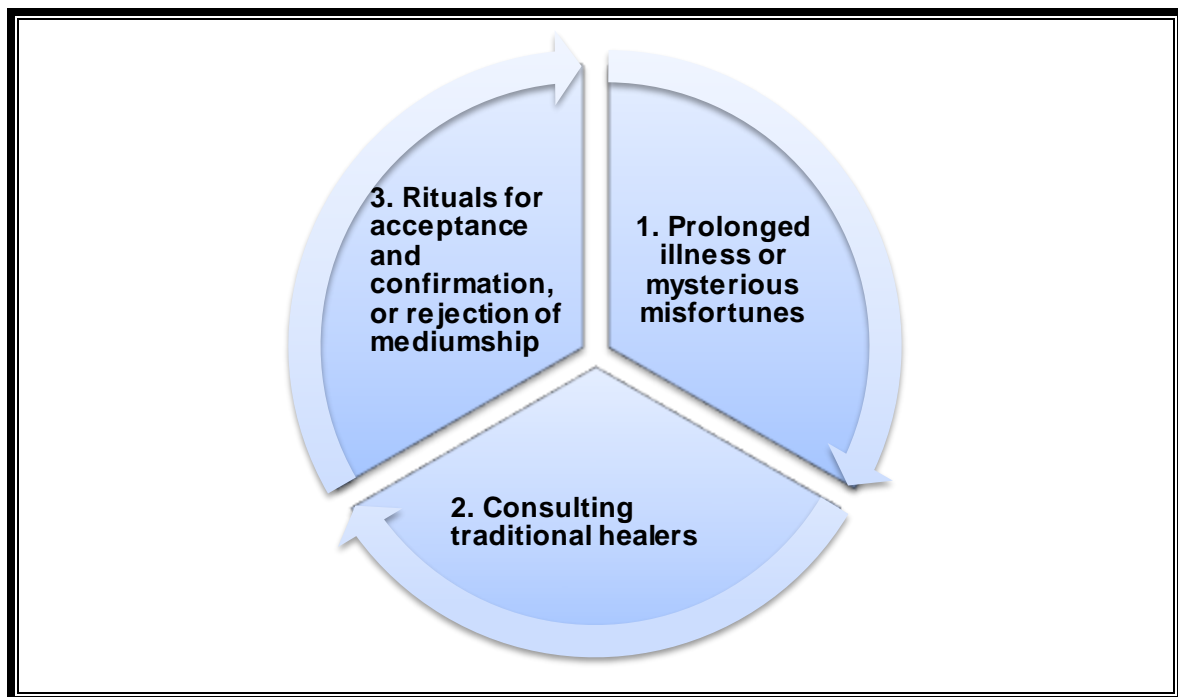 1. Prolonged
illness or
mysterious
misfortunes
2. Consulting
traditional healers
3. Rituals for
acceptance
and
confirmation,
or rejection of
mediumship